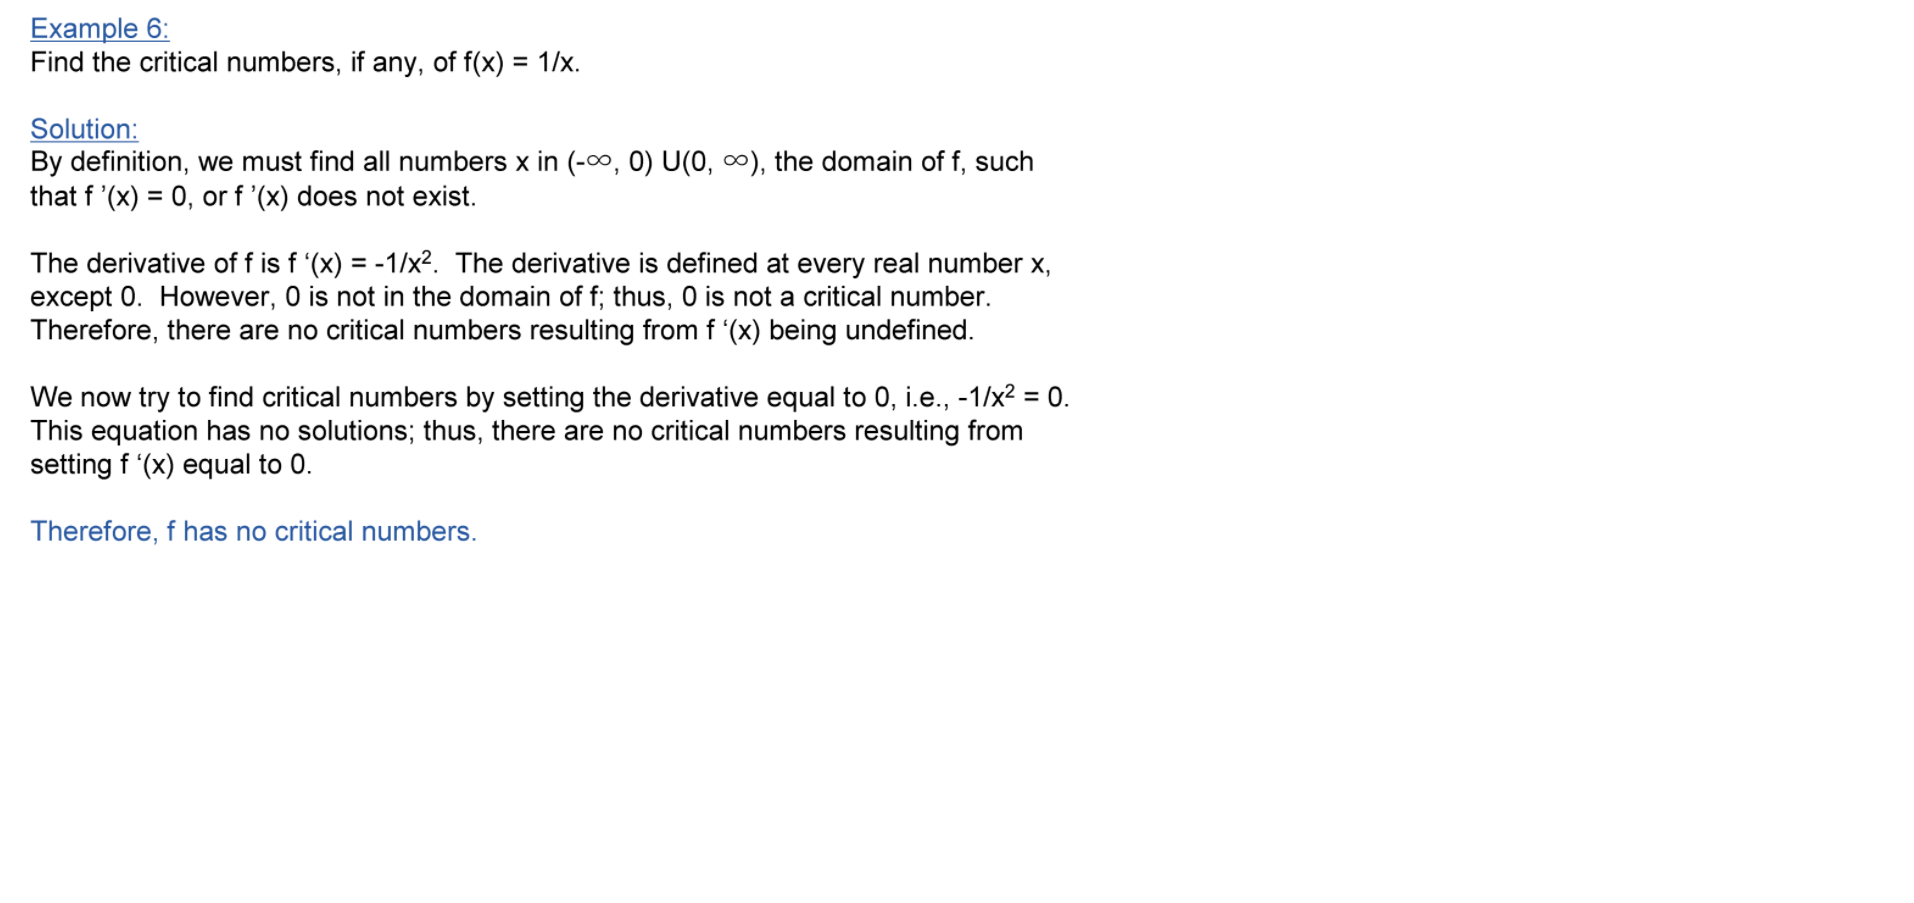 Example 6:
Find the critical numbers, if any, of f(x) = 1/x.
Solution:
By definition, we must find all numbers x in (-∞, 0) U(0, ∞), the domain of f, such
that f ’(x) = 0, or f ’(x) does not exist.
The derivative of f is f ‘(x) = -1/x². The derivative is defined at every real number x,
except 0. However, 0 is not in the domain of f; thus, 0 is not a critical number.
Therefore, there are no critical numbers resulting from f ‘(x) being undefined.
We now try to find critical numbers by setting the derivative equal to 0, i.e., -1/x² = 0.
This equation has no solutions; thus, there are no critical numbers resulting from
setting f ‘(x) equal to 0.
Therefore, f has no critical numbers.